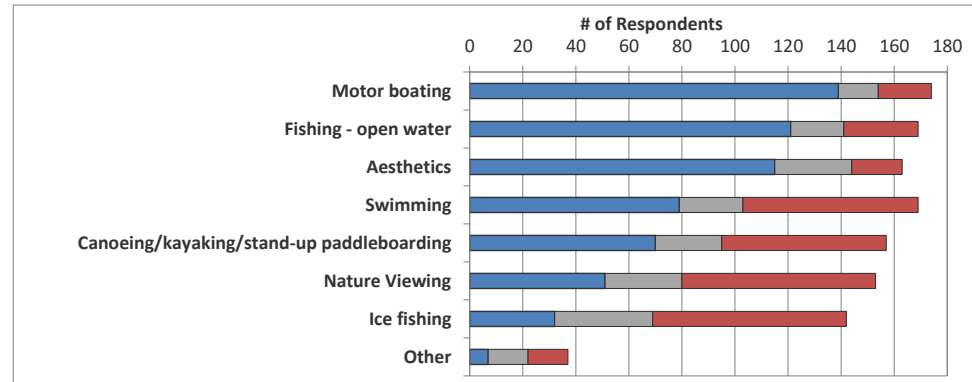 # of Respondents
0 20 40 60 80 100 120 140 160 180
Motor boating
Fishing - open water
Aesthetics
Swimming
Canoeing/kayaking/stand-up paddleboarding
Nature Viewing
Ice fishing
Other